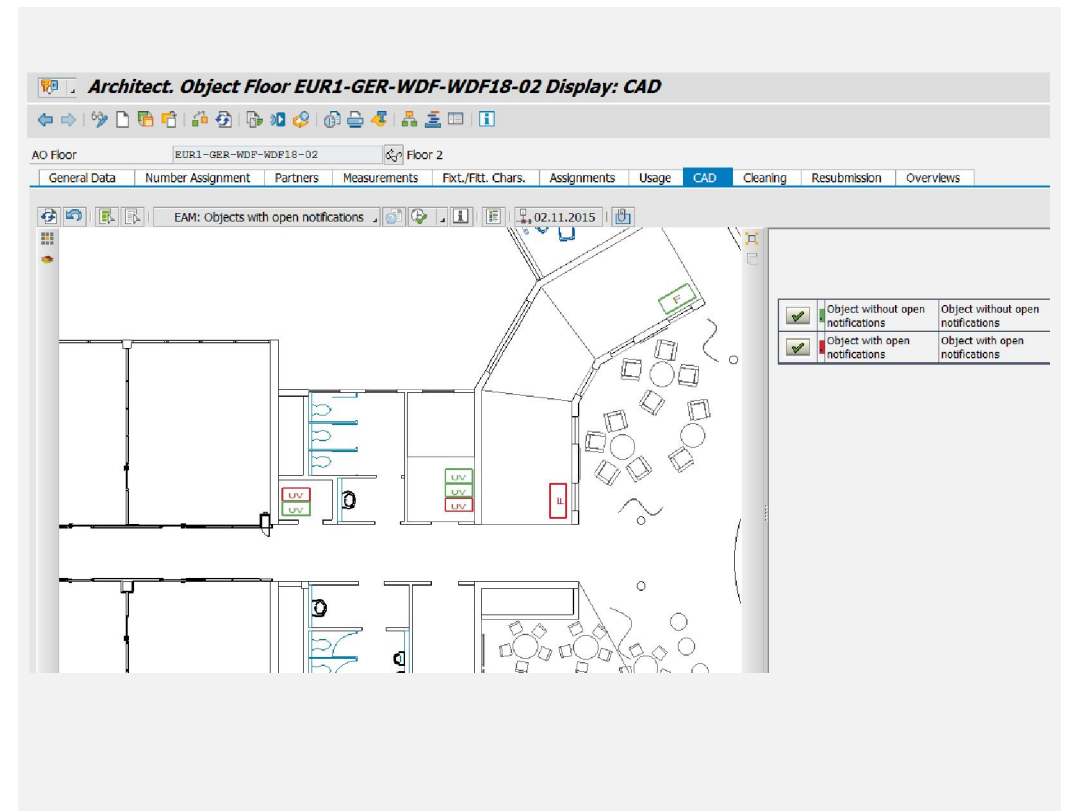 Architect. Object Floor EUR1-GER-WDF-WDF18-02 Display: CAD
AO Floor EUR1-GER-WDF-WDF18-02 Floor 2
General Data Number Assignment Partners Measurements Fixt./Fitt. Chars. Assignments Usage CAD Cleaning Resubmission Overviews
EAM: Objects with open notifications 02.11.2015
F
Object without open Object without open
notifications notifications
Object with open Object with open
notifications notifications
UV
UV
UV
F
UV
UV